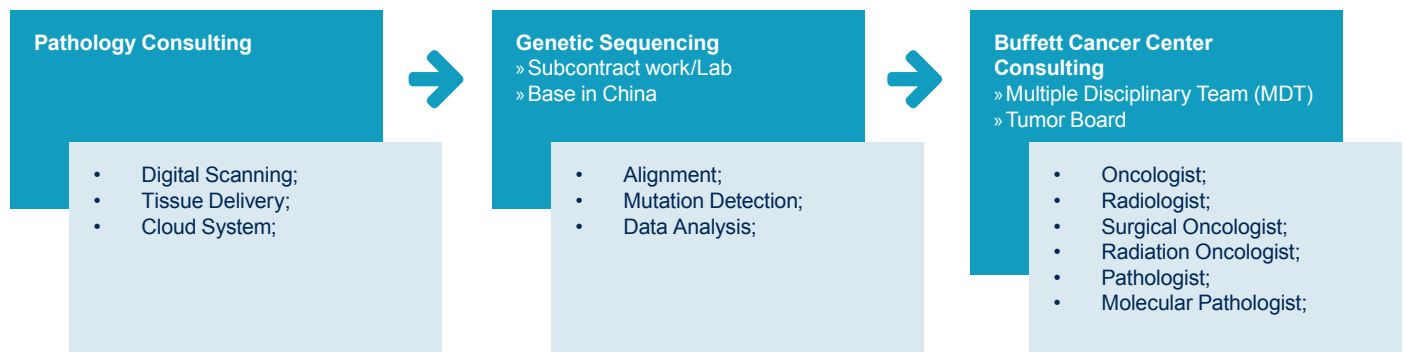 Pathology Consulting
• Digital Scanning;
• Tissue Delivery;
• Cloud System;
Genetic Sequencing
» Subcontract work/Lab
» Base in China
• Alignment;
• Mutation Detection;
• Data Analysis;
Buffett Cancer Center
Consulting
» Multiple Disciplinary Team (MDT)
» Tumor Board
• Oncologist;
• Radiologist;
• Surgical Oncologist;
• Radiation Oncologist;
• Pathologist;
• Molecular Pathologist;